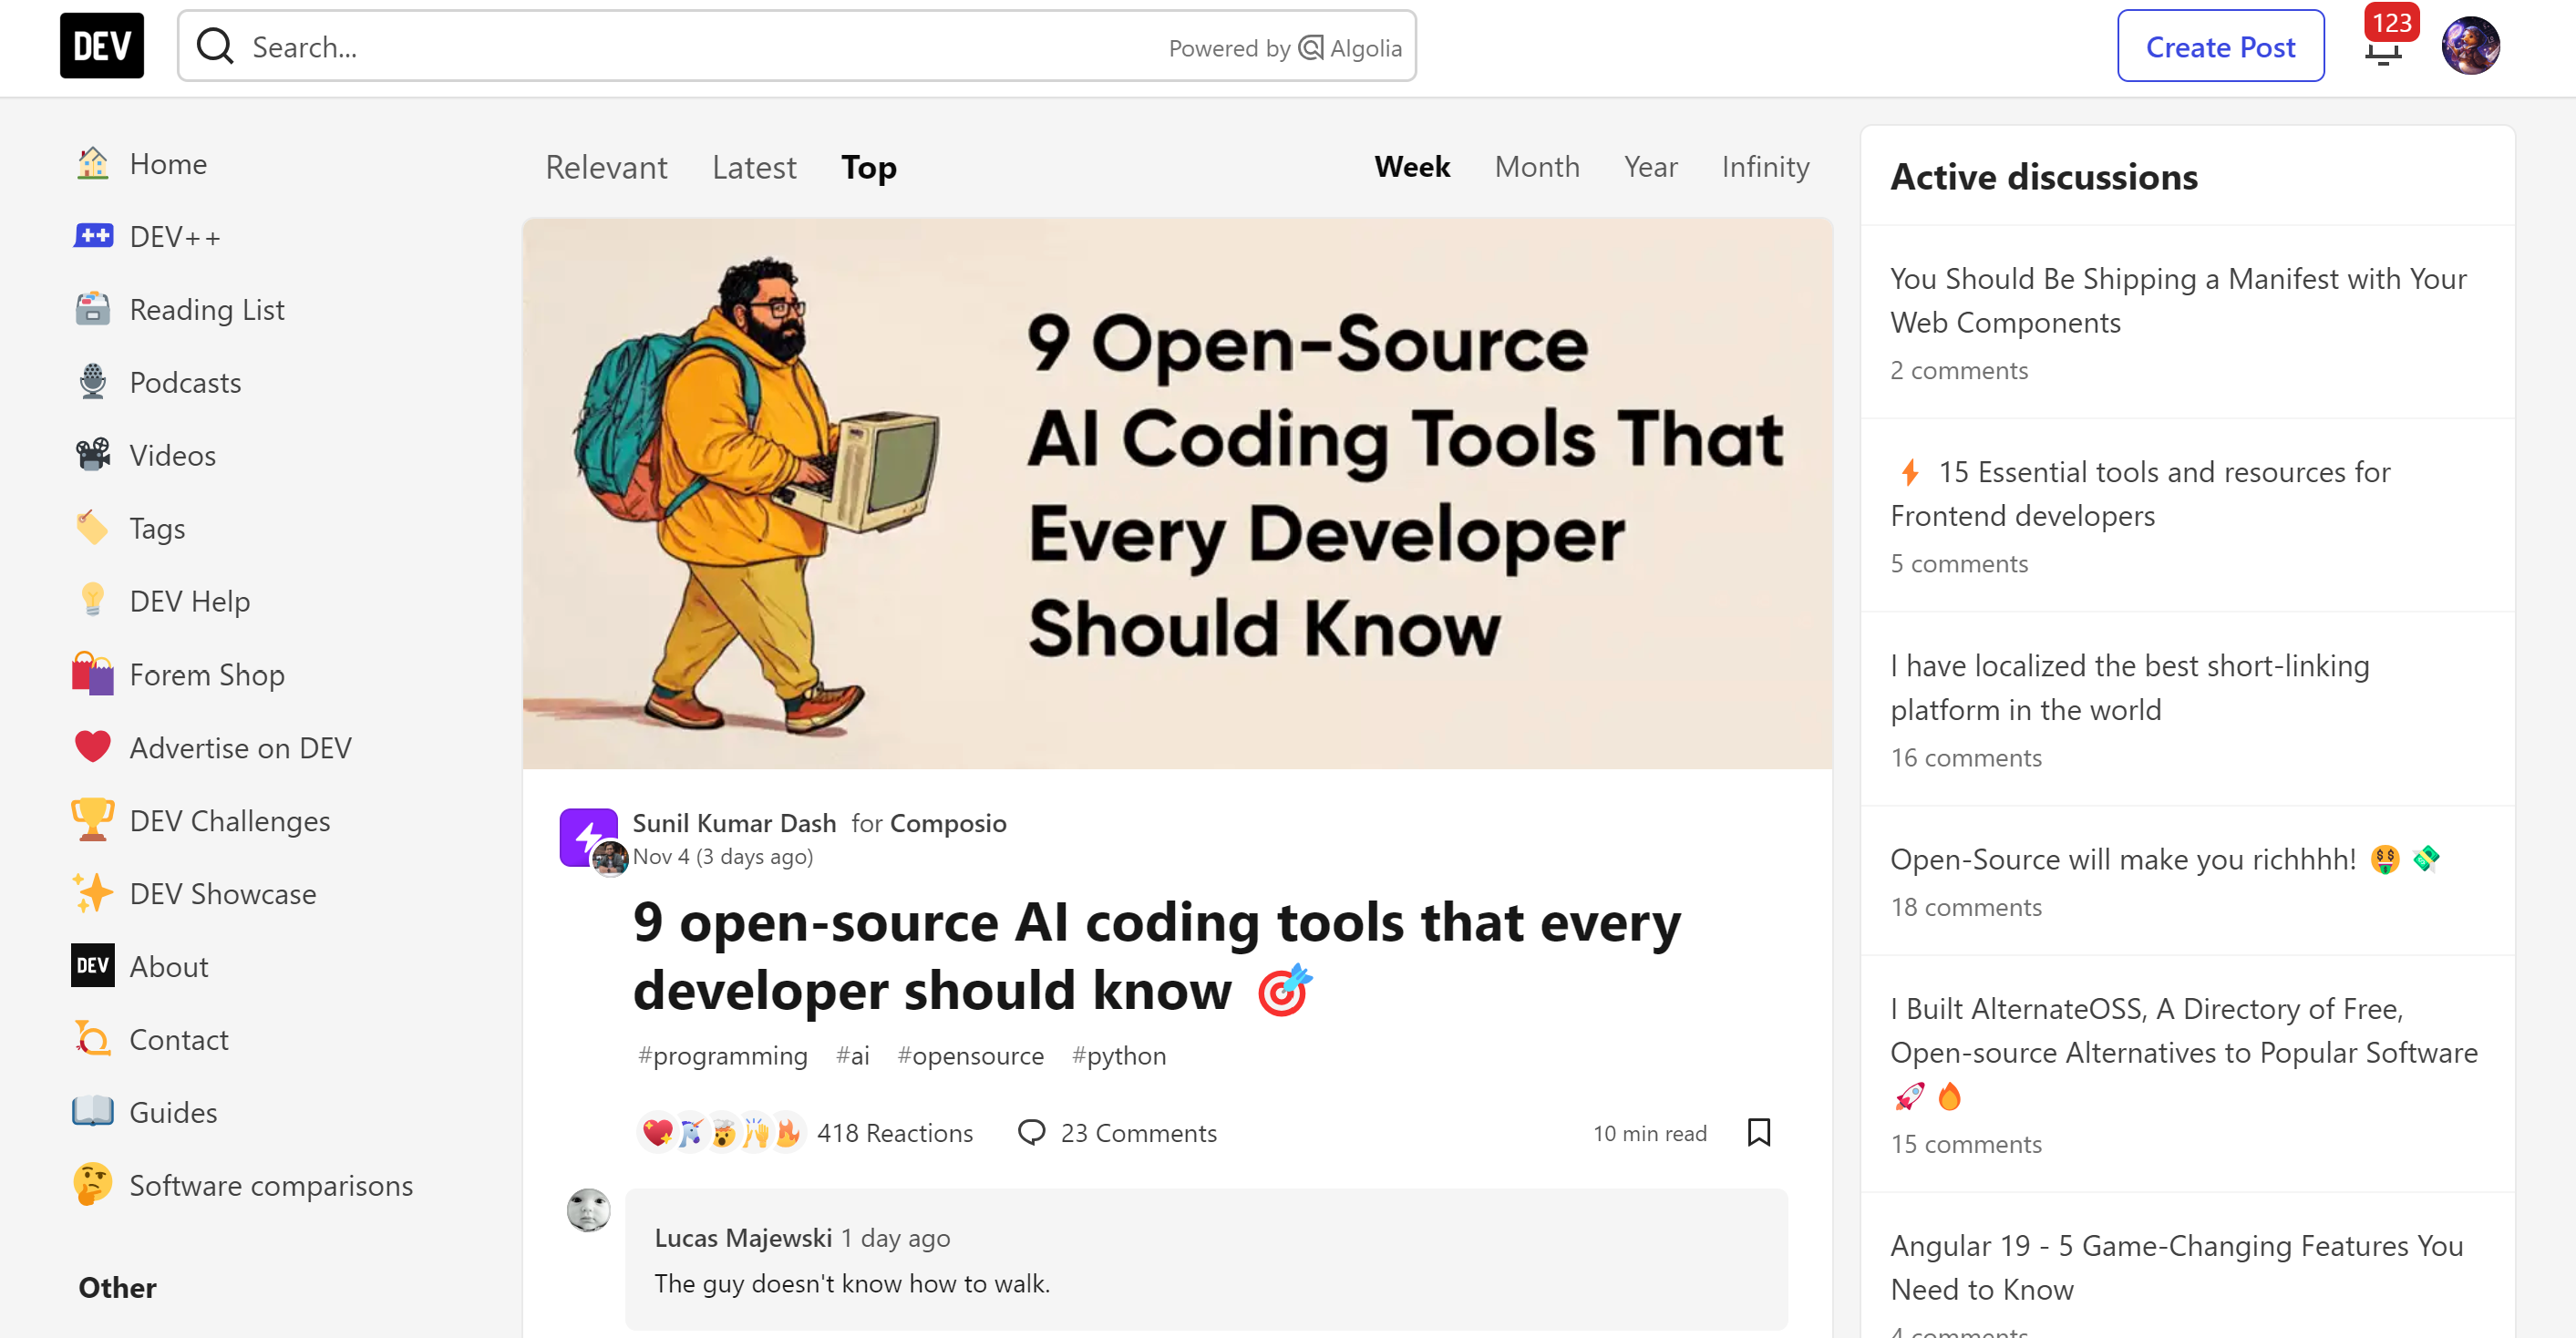 DEV
Search...
Powered by Algolia
Create Post
123
Home
DEV++
Reading List
Podcasts
Videos
Tags
DEV Help
Forem Shop
Advertise on DEV
DEV Challenges
DEV Showcase
DEV
About
Contact
Guides
Software comparisons
Other
Relevant Latest Top
Week Month Year Infinity
9 Open-Source
AI Coding Tools That
Every Developer
Should Know
Sunil Kumar Dash for Composio
Nov 4 (3 days ago)
9 open-source AI coding tools that every
developer should know 🎯
#programming #ai #opensource #python
418 Reactions
23 Comments
10 min read
Lucas Majewski 1 day ago
The guy doesn't know how to walk.
Active discussions
You Should Be Shipping a Manifest with Your
Web Components
2 comments
⚡ 15 Essential tools and resources for
Frontend developers
5 comments
I have localized the best short-linking
platform in the world
16 comments
Open-Source will make you richhhh! 🤑 💸
18 comments
I Built AlternateOSS, A Directory of Free,
Open-source Alternatives to Popular Software
🚀 🔥
15 comments
Angular 19 - 5 Game-Changing Features You
Need to Know
4 comments